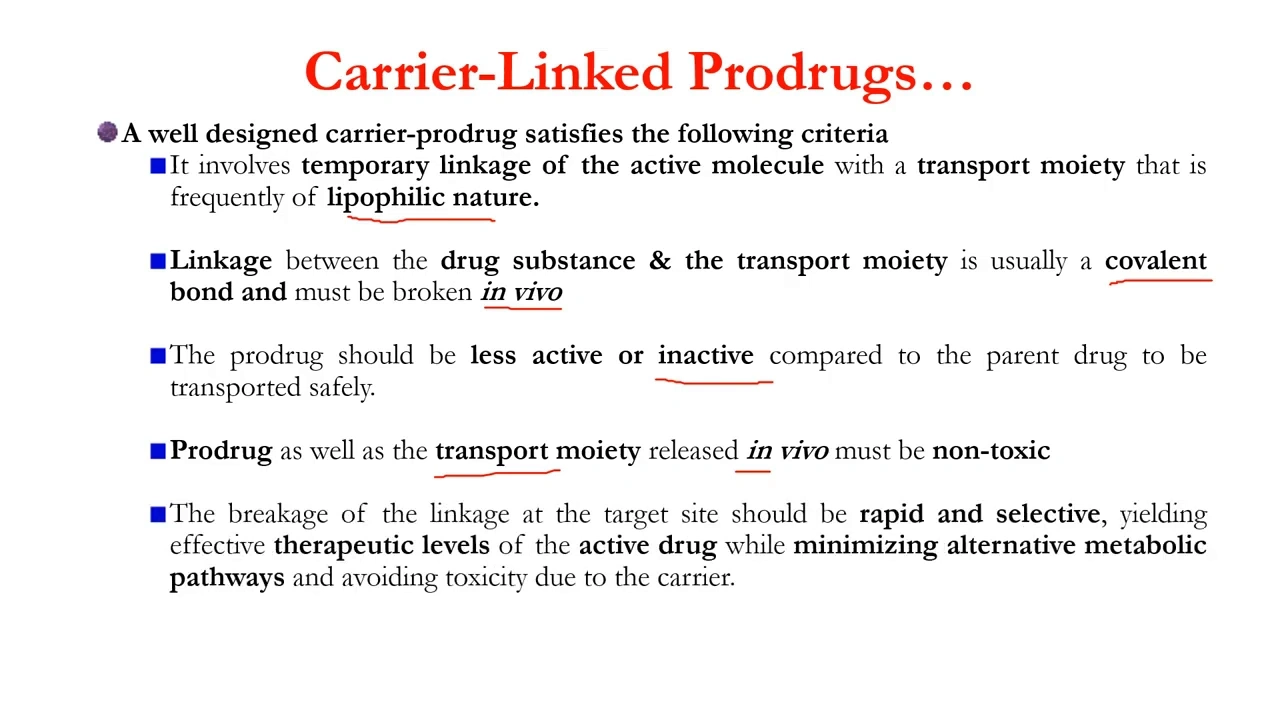 Carrier-Linked Prodrugs…
A well designed carrier-prodrug satisfies the following criteria
It involves temporary linkage of the active molecule with a transport moiety that is
frequently of lipophilic nature.
Linkage between the drug substance & the transport moiety is usually a covalent
bond and must be broken in vivo
The prodrug should be less active or inactive compared to the parent drug to be
transported safely.
Prodrug as well as the transport moiety released in vivo must be non-toxic
The breakage of the linkage at the target site should be rapid and selective, yielding
effective therapeutic levels of the active drug while minimizing alternative metabolic
pathways and avoiding toxicity due to the carrier.